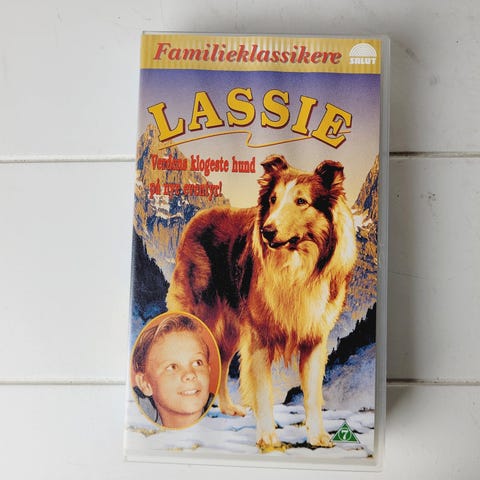 Familieklassikere
SALUT
LASSIE
Verdens klogeste hund
på nye eventyr!
7